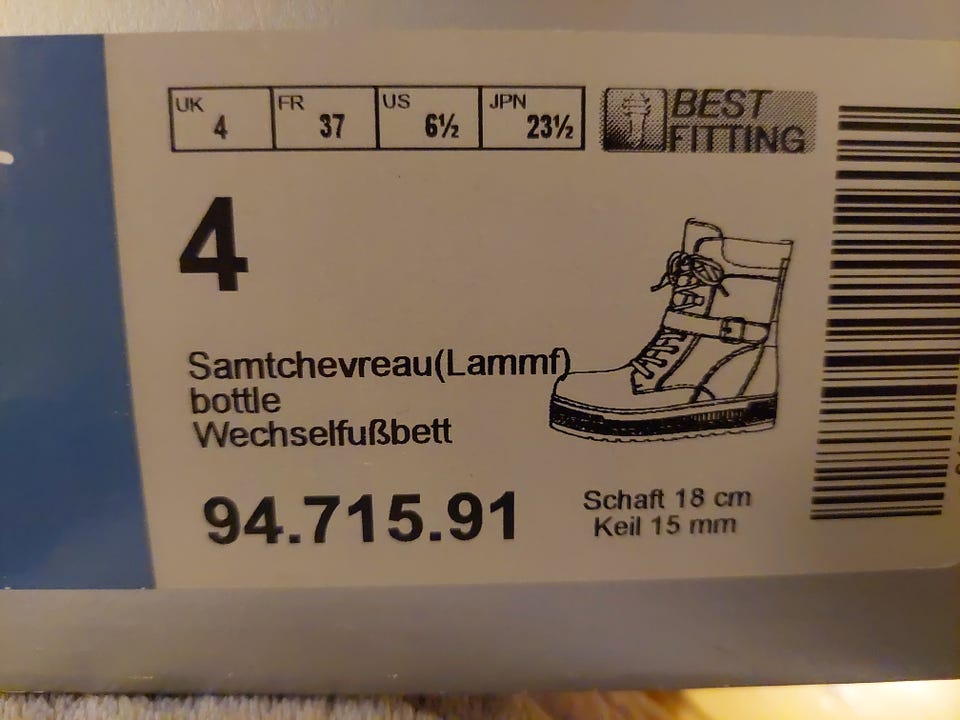 UK 4 FR 37 US 6½ JPN 23½
BEST
FITTING
4
Samtchevreau(Lammf)
bottle
Wechselfußbett
94.715.91
Schaft 18 cm
Keil 15 mm